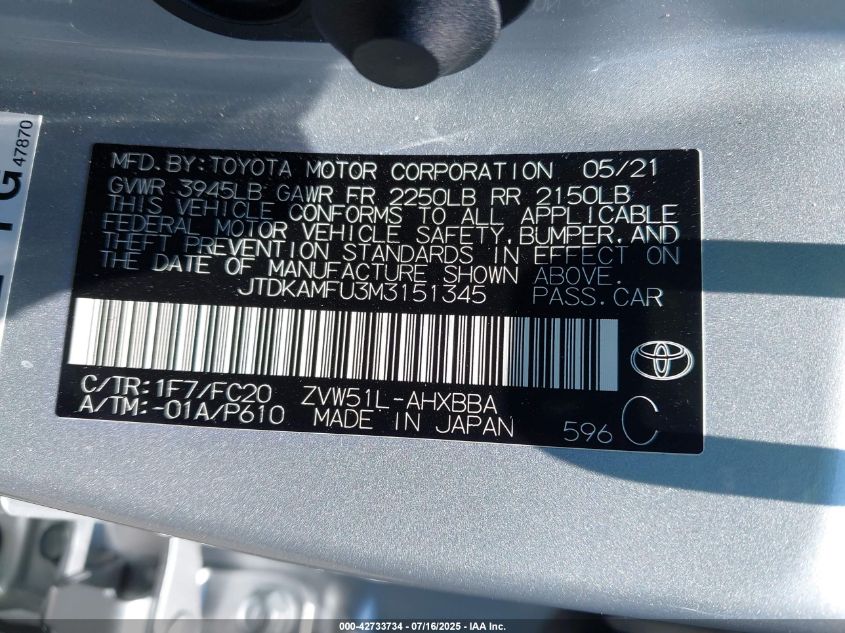 47870
MFD.BY:TOYOTA MOTOR CORPORATION 05/21
GVWR 3945LB GAWR FR 2250LB RR 2150LB
THIS VEHICLE CONFORMS TO ALL APPLICABLE
FEDERAL MOTOR VEHICLE SAFETY,BUMPER,AND
THEFT PREVENTION STANDARDS IN EFFECT ON
THE DATE OF MANUFACTURE SHOWN ABOVE.
JTDKAMFU3M3151345 PASS.CAR
C/TR:1F7/FC20 ZVW51L-AHXBBA
A/TM:-01A/P610 MADE IN JAPAN
596 C
000-42733734 - 07/16/2025 - IAA Inc.